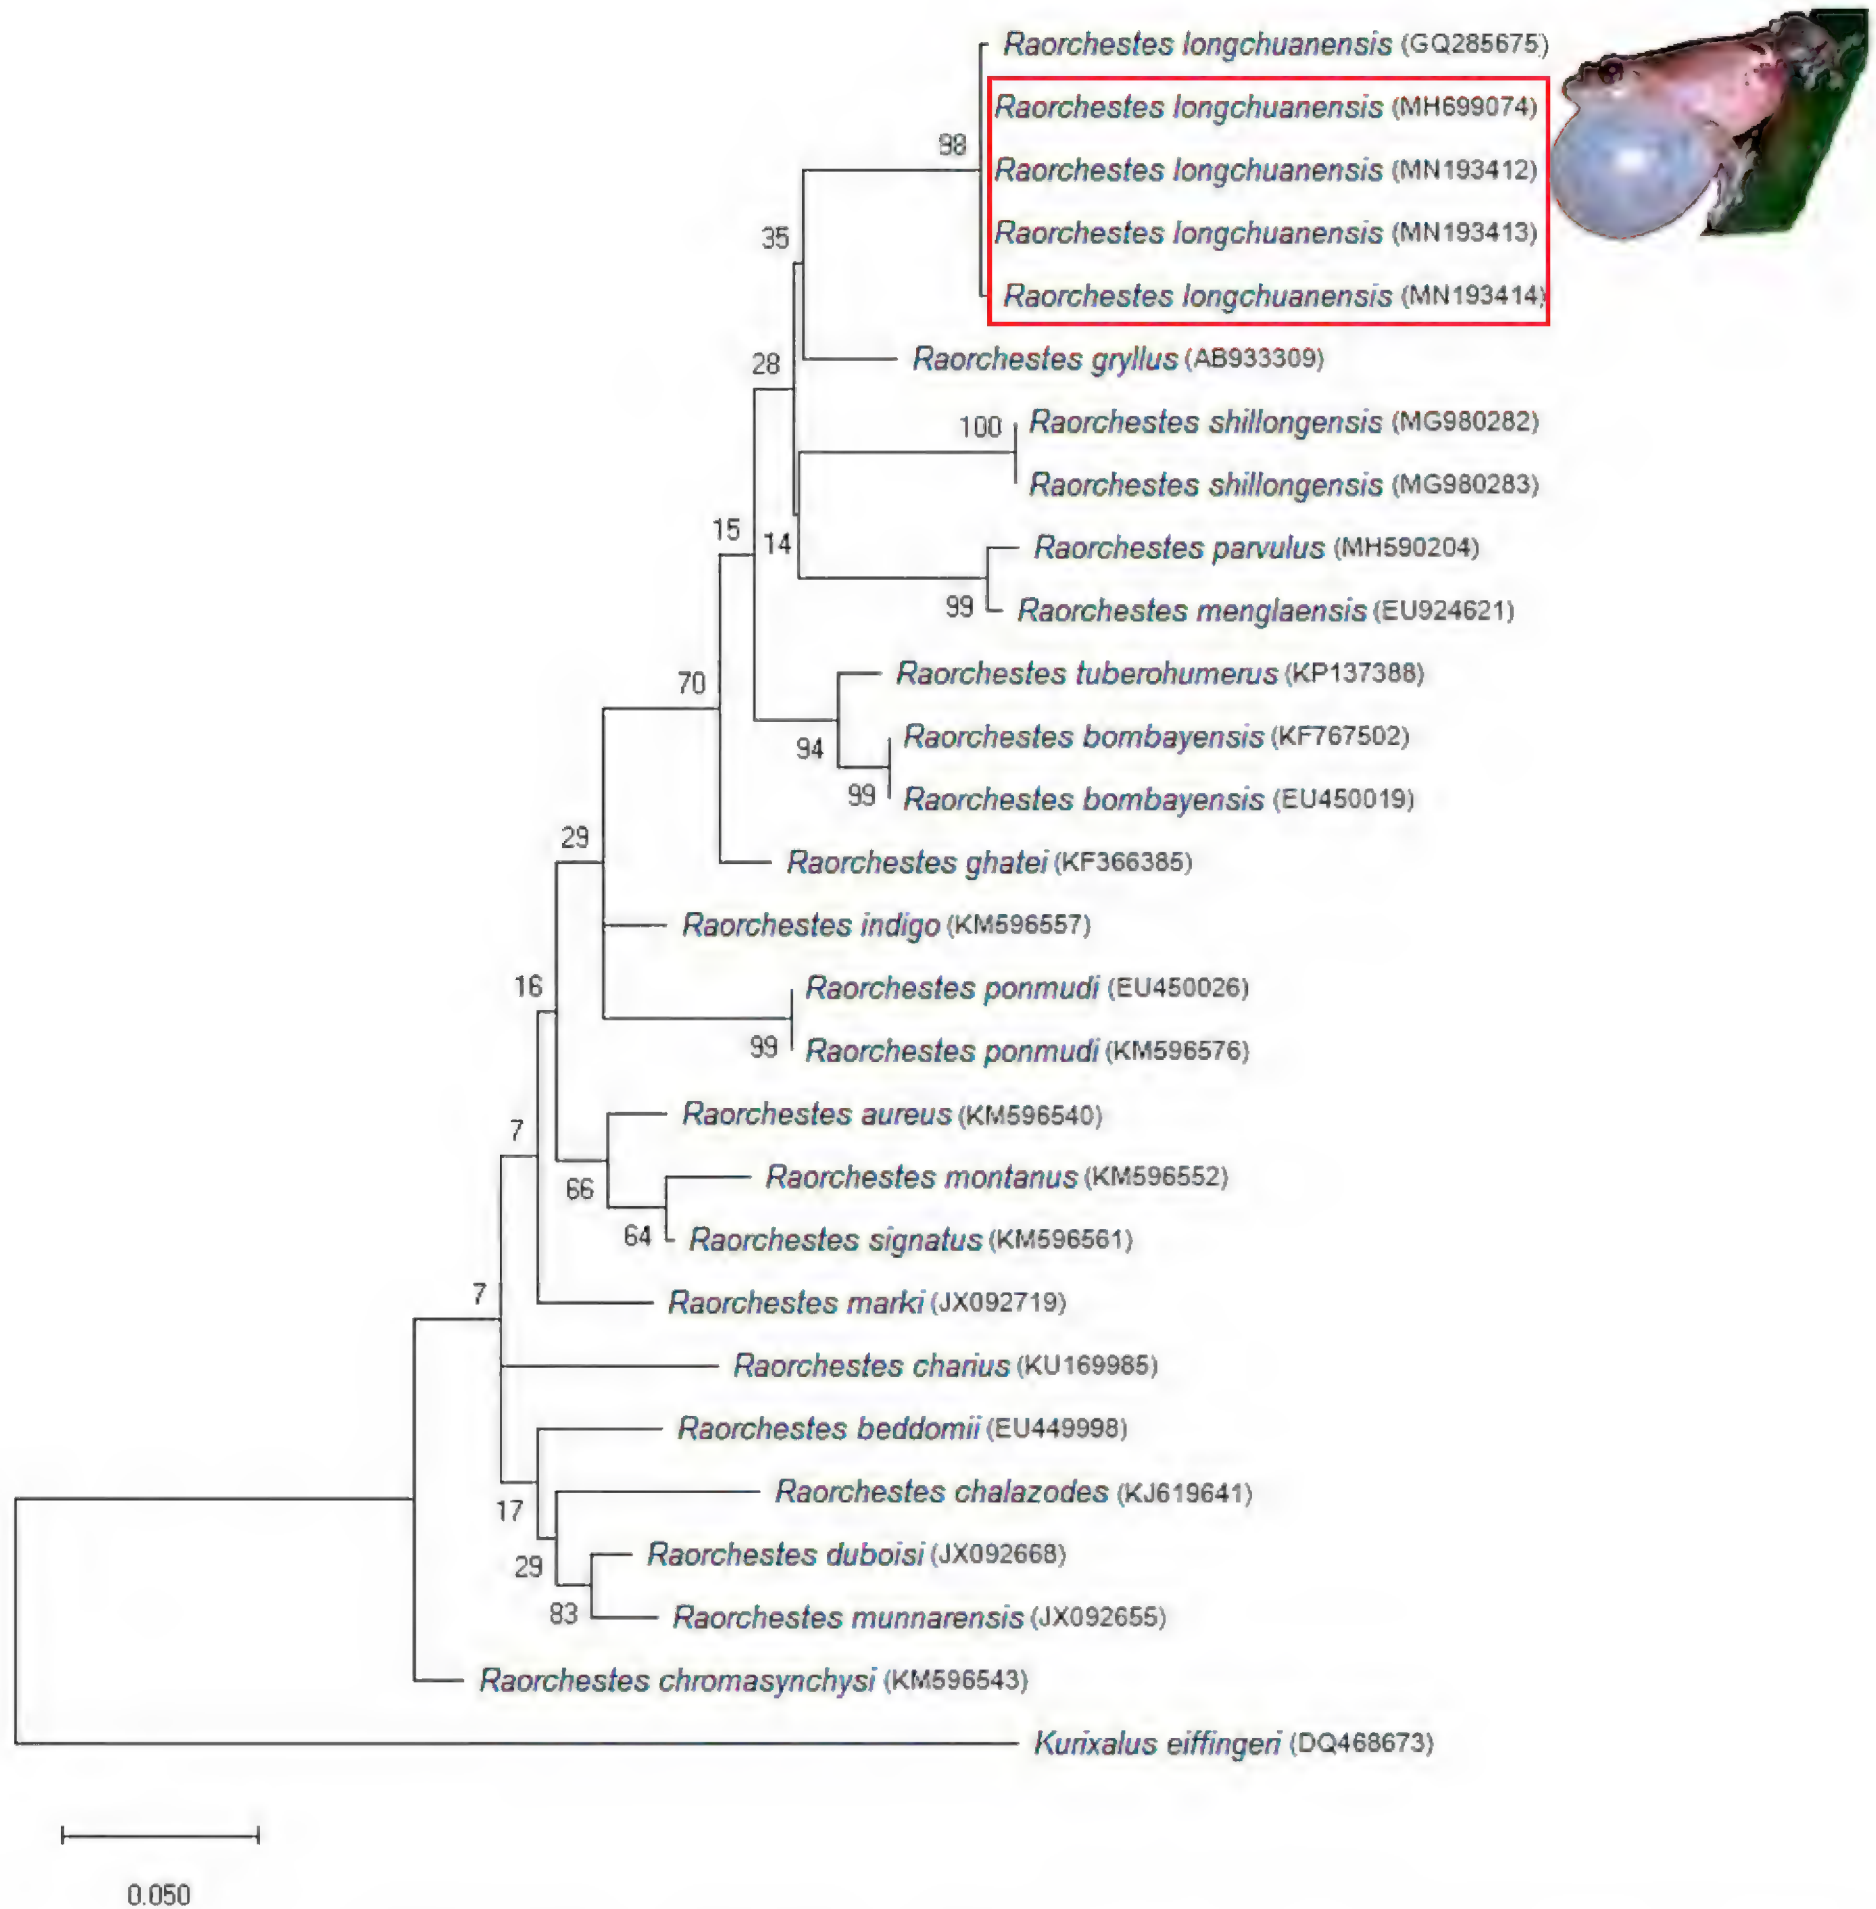 Raorchestes longchuanensis (GQ285675)
Raorchestes longchuanensis (MH699074)
98
Raorchestes longchuanensis (MN193412)
Raorchestes longchuanensis (MN193413)
35
Raorchestes longchuanensis (MN193414)
Raorchestes gryllus (AB933309)
28
Raorchestes shillongensis (MG980282)
100
Raorchestes shillongensis (MG980283)
15
14
Raorchestes parvulus (MH590204)
99
Raorchestes menglaensis (EU924621)
Raorchestes tuberohumerus (KP137388)
70
Raorchestes bombayensis (KF767502)
94
99
Raorchestes bombayensis (EU450019)
29
Raorchestes ghatei (KF366385)
Raorchestes indigo (KM596557)
16
Raorchestes ponmudi (EU450026)
99
Raorchestes ponmudi (KM596576)
Raorchestes aureus (KM596540)
7
Raorchestes montanus (KM596552)
66
64
Raorchestes signatus (KM596561)
7
Raorchestes marki (JX092719)
Raorchestes charius (KU169985)
Raorchestes beddomii (EU449998)
Raorchestes chalazodes (KJ619641)
17
Raorchestes duboisi (JX092668)
29
83
Raorchestes munnarensis (JX092655)
Raorchestes chromasynchysi (KM596543)
Kurixalus eiffingeri (DQ468673)
0.050